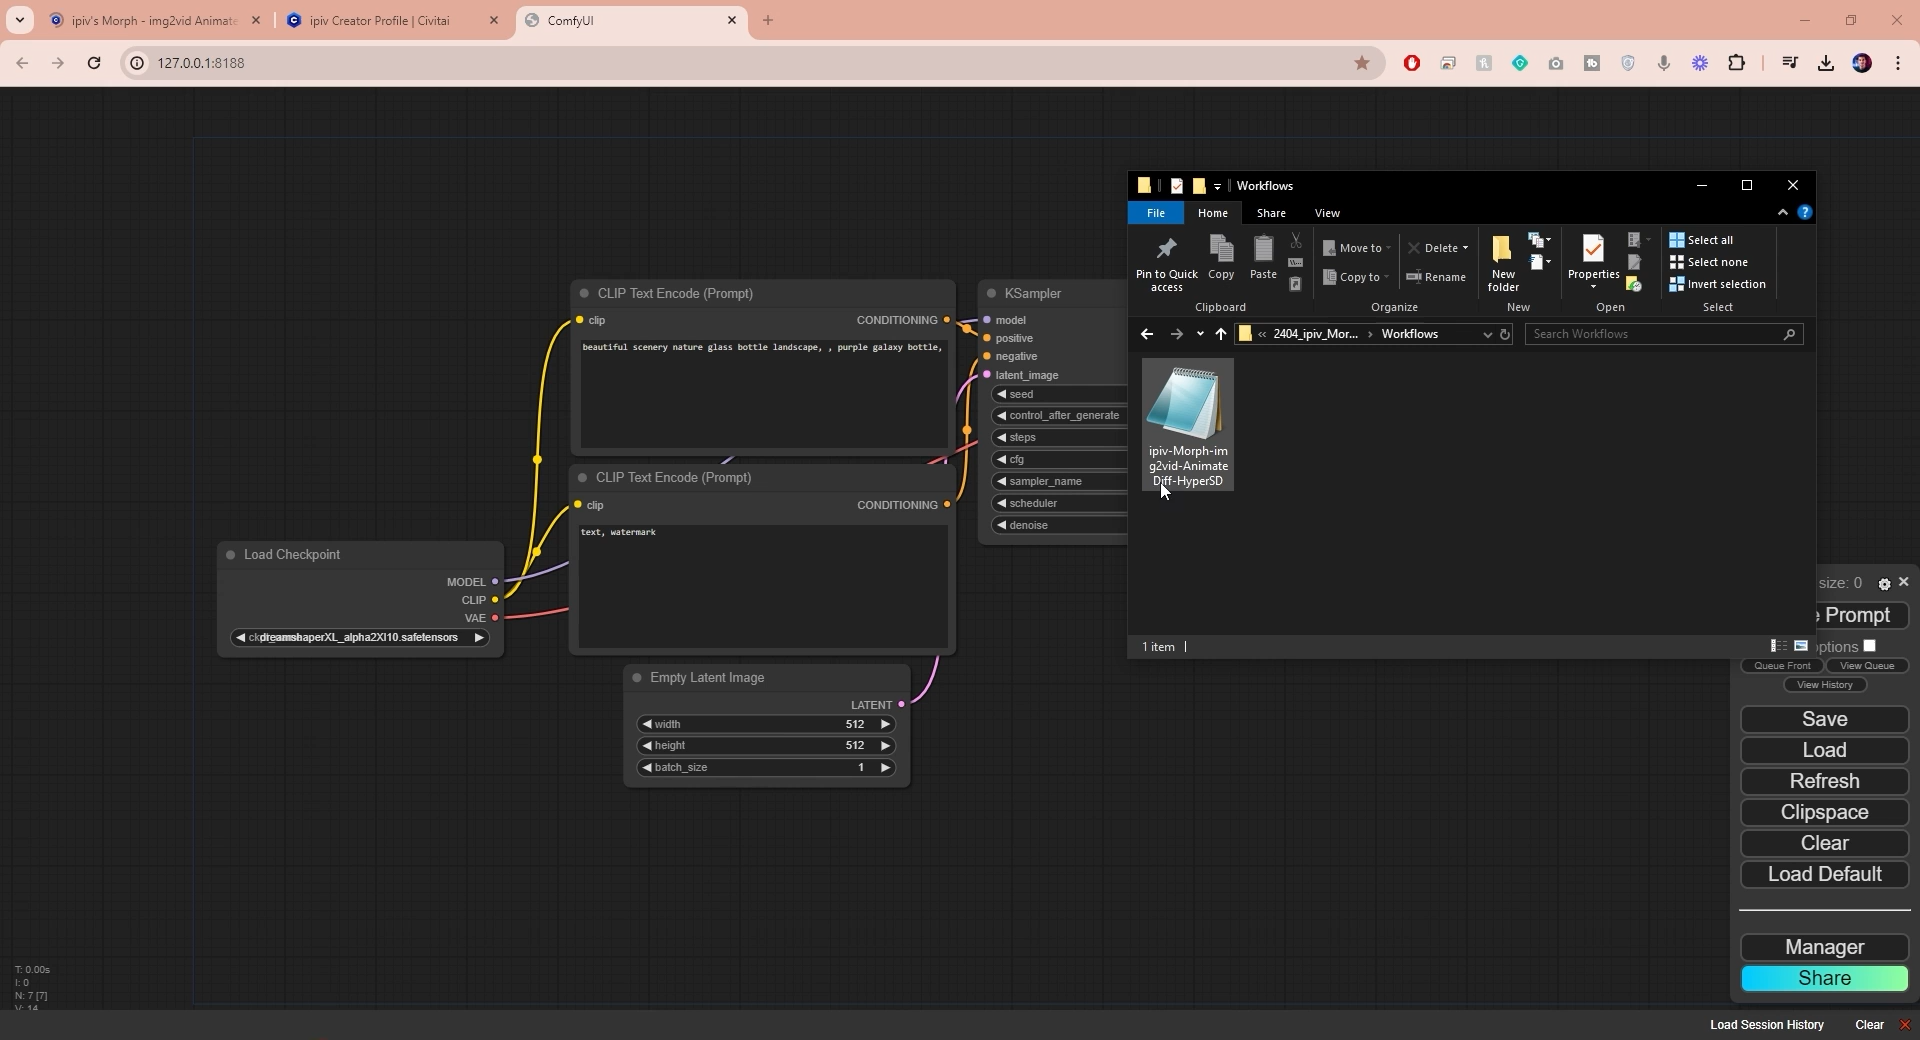 ipiv's Morph - img2vid Animate
ipiv Creator Profile | Civitai
ComfyUI
127.0.0.1:8188
Workflows
File
Home
Share
View
Pin to Quick access
Copy
Paste
Move to
Copy to
Delete
Rename
New folder
Properties
Select all
Select none
Invert selection
Clipboard
Organize
New
Open
Select
« 2404_ipiv_Mor... › Workflows
Search Workflows
ipiv-Morph-im
g2vid-Animate
Diff-HyperSD
1 item
CLIP Text Encode (Prompt)
clip
CONDITIONING
beautiful scenery nature glass bottle landscape, , purple galaxy bottle,
CLIP Text Encode (Prompt)
clip
CONDITIONING
text, watermark
KSampler
model
positive
negative
latent_image
seed
control_after_generate
steps
cfg
sampler_name
scheduler
denoise
Load Checkpoint
MODEL
CLIP
VAE
dreamshaperXL_alpha2Xl10.safetensors
Empty Latent Image
LATENT
width 512
height 512
batch_size 1
size: 0
Prompt
options
Queue Front
View Queue
View History
Save
Load
Refresh
Clipspace
Clear
Load Default
Manager
Share
T: 0.00s
I: 0
N: 7 [7]
V: 14
Load Session History
Clear